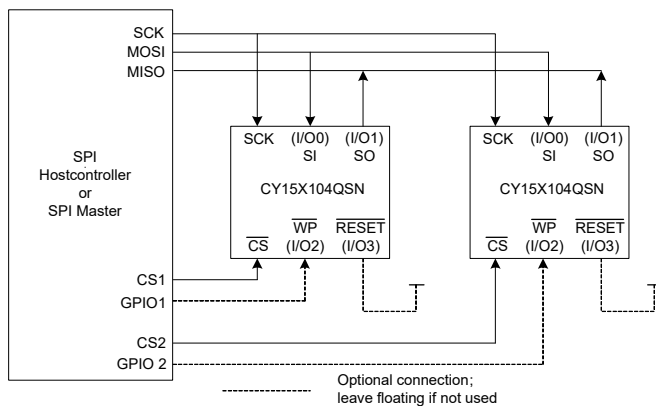 SCK
MOSI
MISO
SPI
Hostcontroller
or
SPI Master
CS1
GPIO1
CS2
GPIO 2
SCK (I/O0) (I/O1)
SI SO
CY15X104QSN
WP RESET
CS (I/O2) (I/O3)
SCK (I/O0) (I/O1)
SI SO
CY15X104QSN
WP RESET
CS (I/O2) (I/O3)
Optional connection;
leave floating if not used